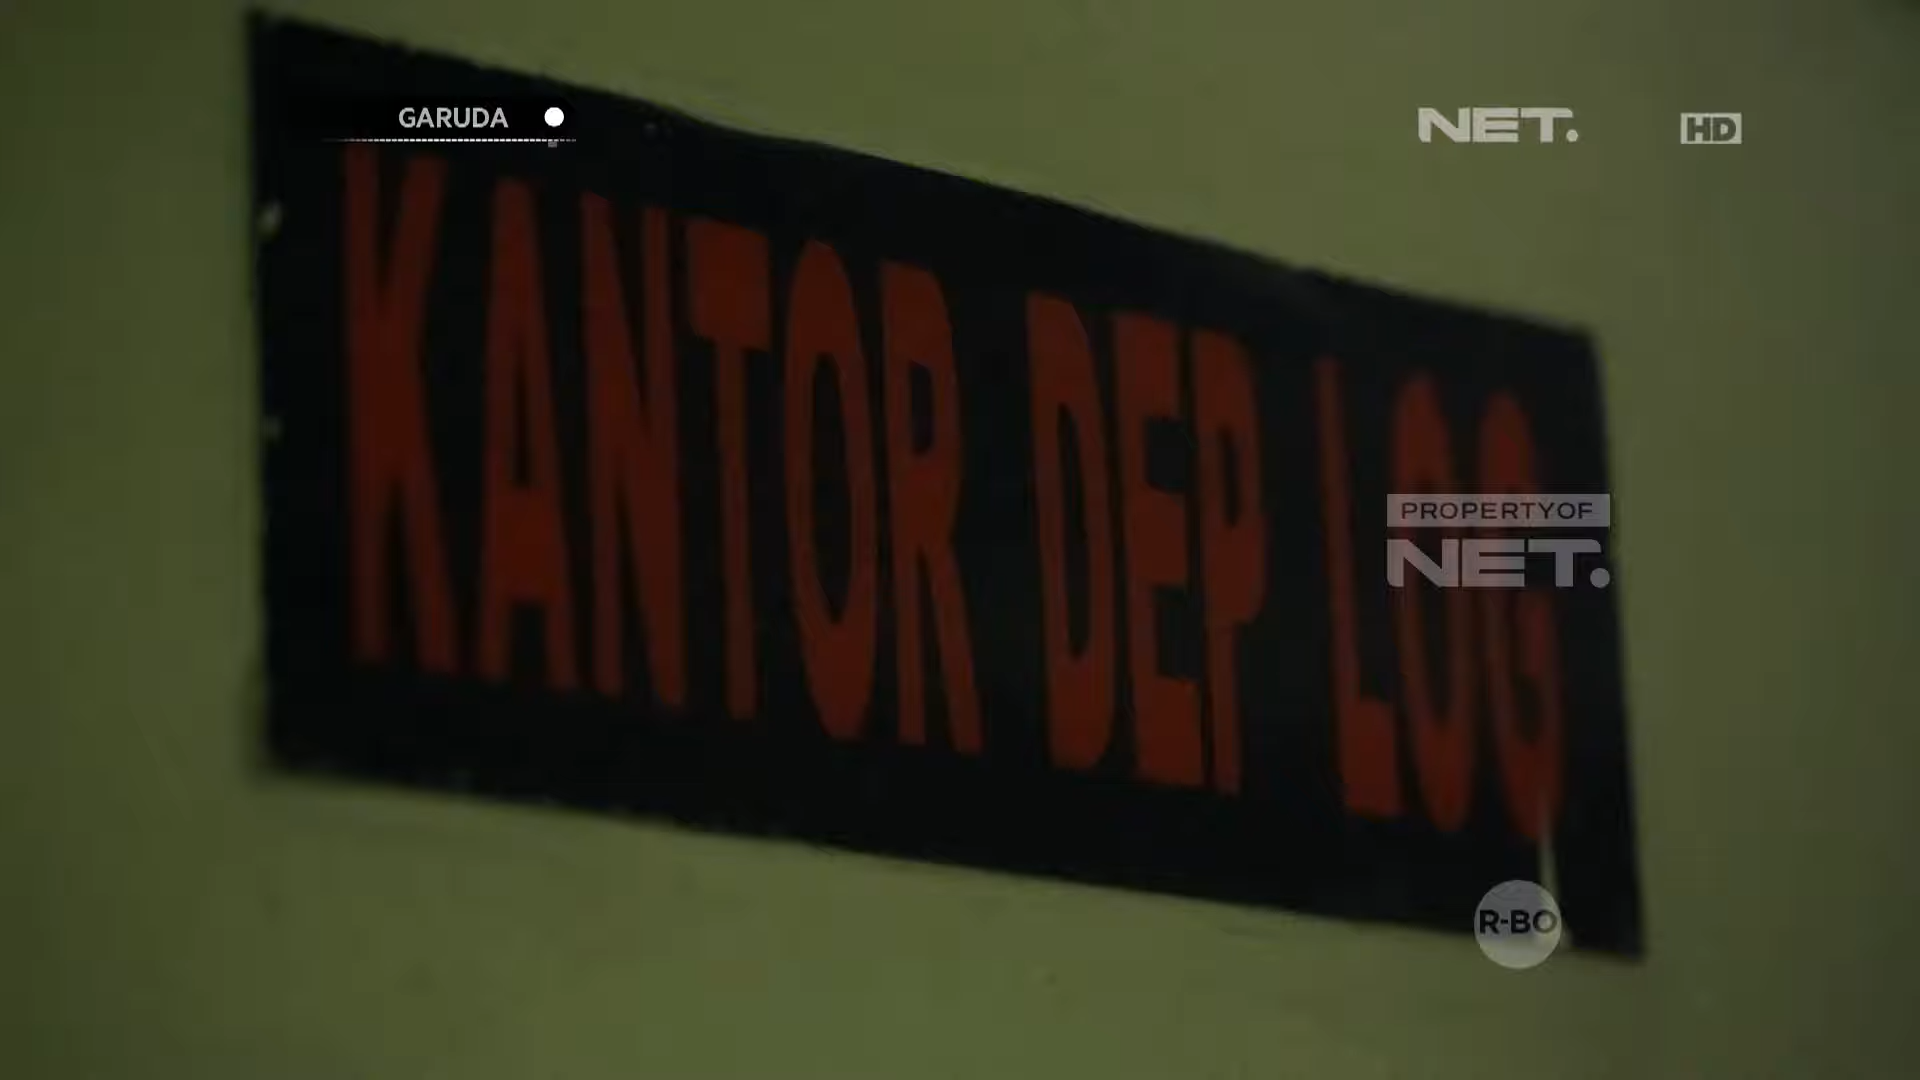 GARUDA
NET.
HD
KANTOR DEP LOG
PROPERTY OF
NET.
R-BO